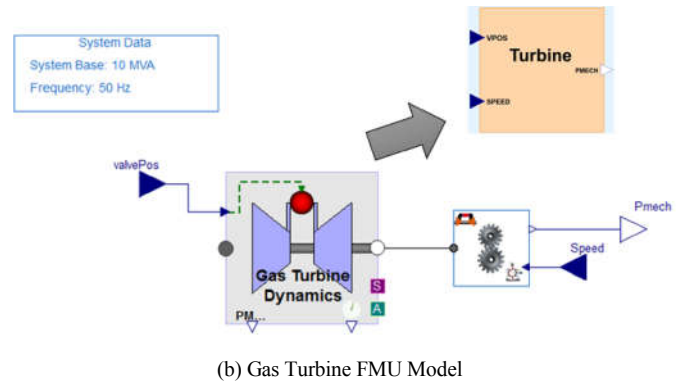 System Data
System Base: 10 MVA
Frequency: 50 Hz
VPOS
Turbine
PMECH
SPEED
valvePos
Pmech
Speed
Gas Turbine
Dynamics
S
A
PM...
(b) Gas Turbine FMU Model